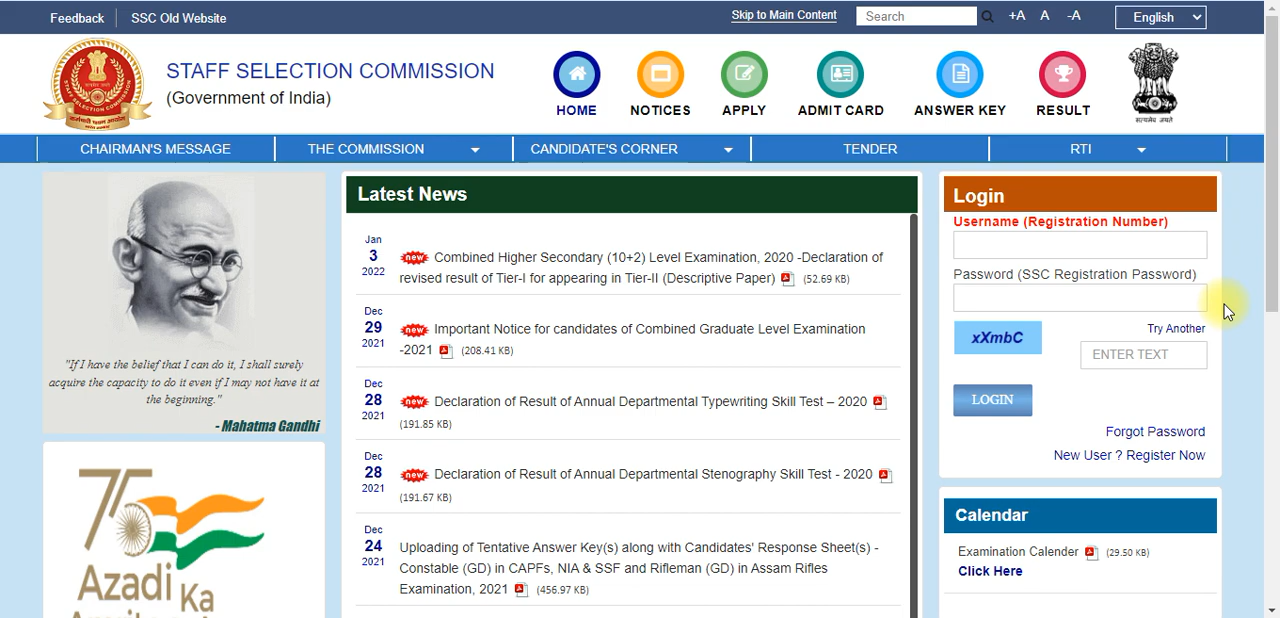 Feedback
SSC Old Website
Skip to Main Content
Search
+A
A
-A
English
STAFF SELECTION COMMISSION
(Government of India)
HOME
NOTICES
APPLY
ADMIT CARD
ANSWER KEY
RESULT
सत्यमेव जयते
CHAIRMAN'S MESSAGE
THE COMMISSION
CANDIDATE'S CORNER
TENDER
RTI
"If I have the belief that I can do it, I shall surely
acquire the capacity to do it even if I may not have it at
the beginning."
- Mahatma Gandhi
75
Azadi Ka
Latest News
Jan
3
2022
new Combined Higher Secondary (10+2) Level Examination, 2020 -Declaration of
revised result of Tier-I for appearing in Tier-II (Descriptive Paper) (52.69 KB)
Dec
29
2021
new Important Notice for candidates of Combined Graduate Level Examination
-2021 (208.41 KB)
Dec
28
2021
new Declaration of Result of Annual Departmental Typewriting Skill Test – 2020
(191.85 KB)
Dec
28
2021
new Declaration of Result of Annual Departmental Stenography Skill Test - 2020
(191.67 KB)
Dec
24
2021
Uploading of Tentative Answer Key(s) along with Candidates' Response Sheet(s) -
Constable (GD) in CAPFs, NIA & SSF and Rifleman (GD) in Assam Rifles
Examination, 2021 (456.97 KB)
Login
Username (Registration Number)
Password (SSC Registration Password)
xXmbC
Try Another
ENTER TEXT
LOGIN
Forgot Password
New User ? Register Now
Calendar
Examination Calender (29.50 KB)
Click Here